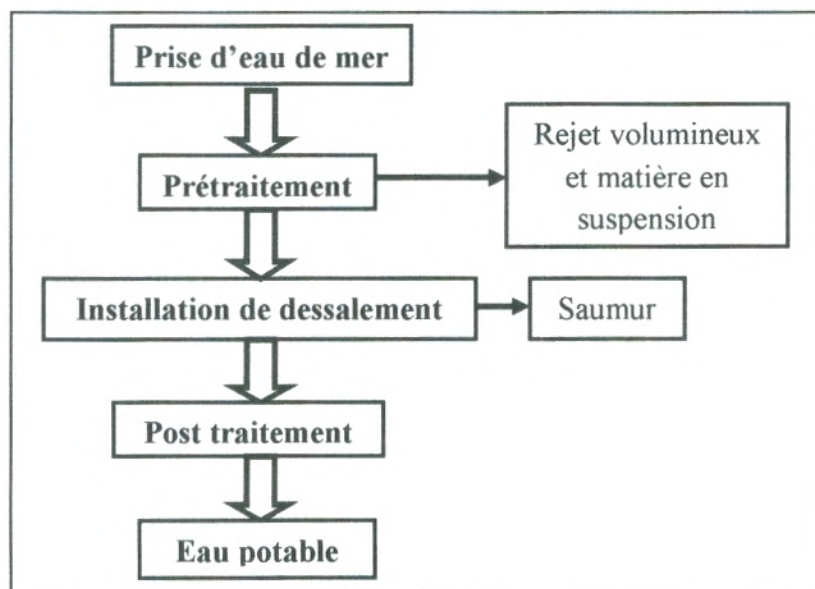 Prise d'eau de mer
Prétraitement
Rejet volumineux
et matière en
suspension
Installation de dessalement
Saumur
Post traitement
Eau potable